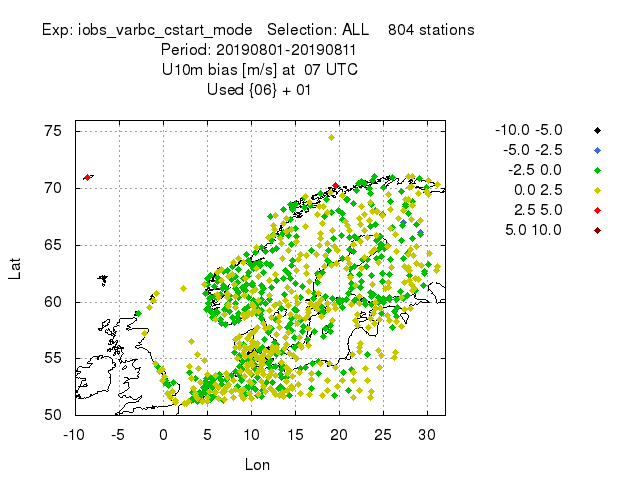 Exp: iobs_varbc_cstart_mode   Selection: ALL    804 stations
Period: 20190801-20190811
U10m bias [m/s] at  07 UTC
Used {06} + 01
-10.0 -5.0
-5.0 -2.5
-2.5 0.0
0.0 2.5
2.5 5.0
5.0 10.0
75
70
65
60
55
50
Lat
-10 -5 0 5 10 15 20 25 30
Lon